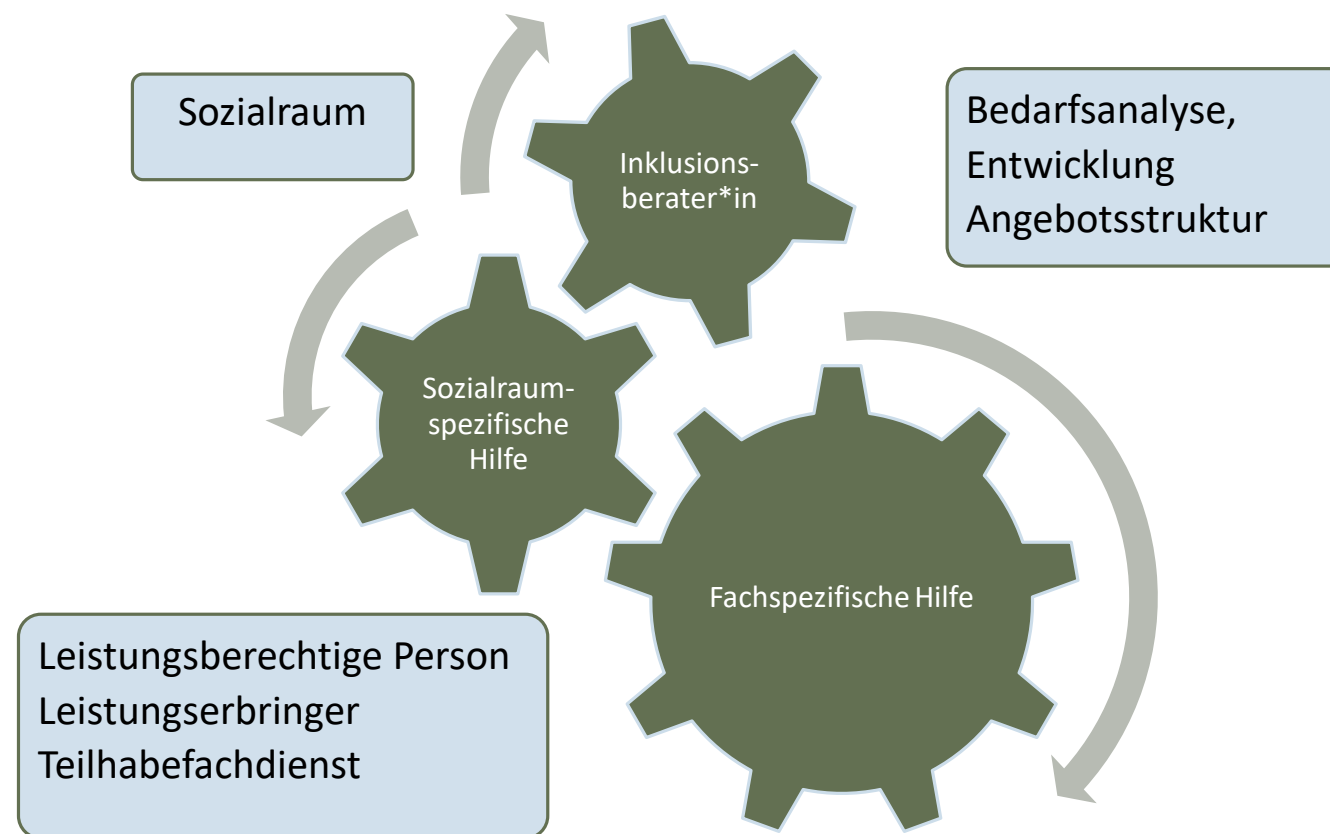 Sozialraum
Inklusions-
berater*in
Bedarfsanalyse,
Entwicklung
Angebotsstruktur
Sozialraum-
spezifische
Hilfe
Fachspezifische Hilfe
Leistungsberechtige Person
Leistungserbringer
Teilhabefachdienst